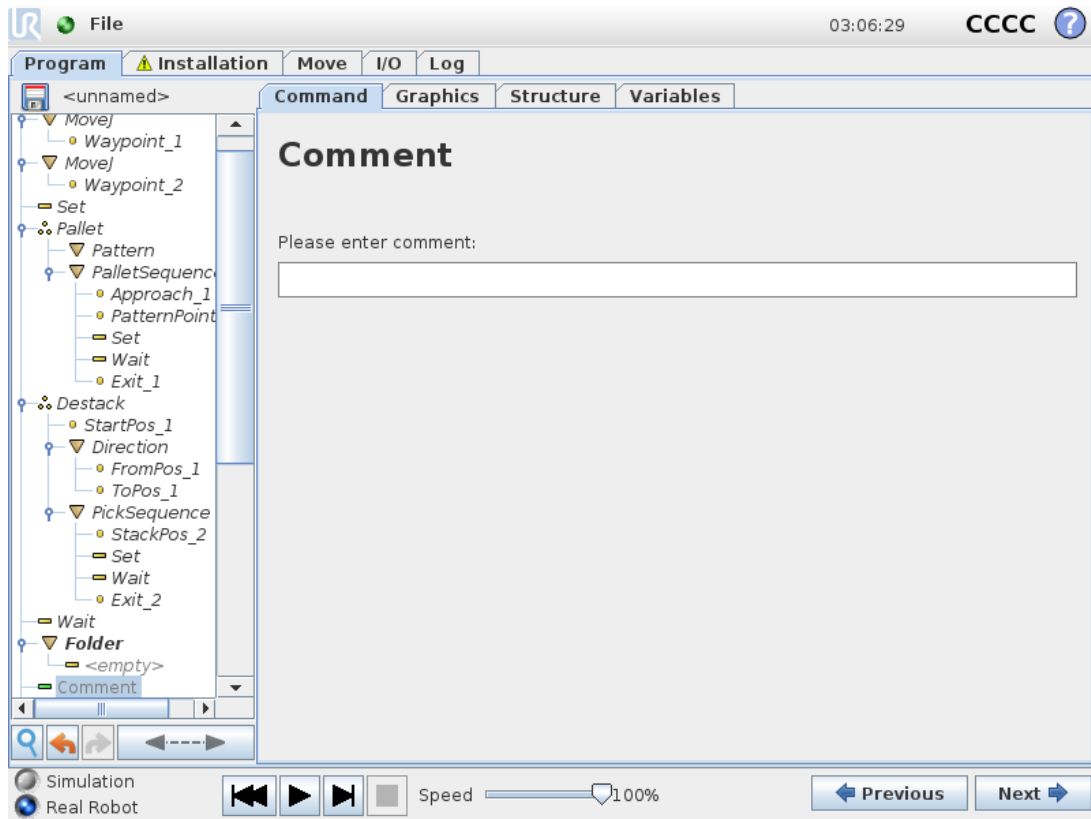 UR File 03:06:29 CCCC ?
Program Installation Move I/O Log
<unnamed>
Command Graphics Structure Variables
MoveJ
Waypoint_1
MoveJ
Waypoint_2
Set
Pallet
Pattern
PalletSequenc
Approach_1
PatternPoint
Set
Wait
Exit_1
Destack
StartPos_1
Direction
FromPos_1
ToPos_1
PickSequence
StackPos_2
Set
Wait
Exit_2
Wait
Folder
<empty>
Comment
Comment
Please enter comment:
Simulation
Real Robot
Speed 100%
Previous Next